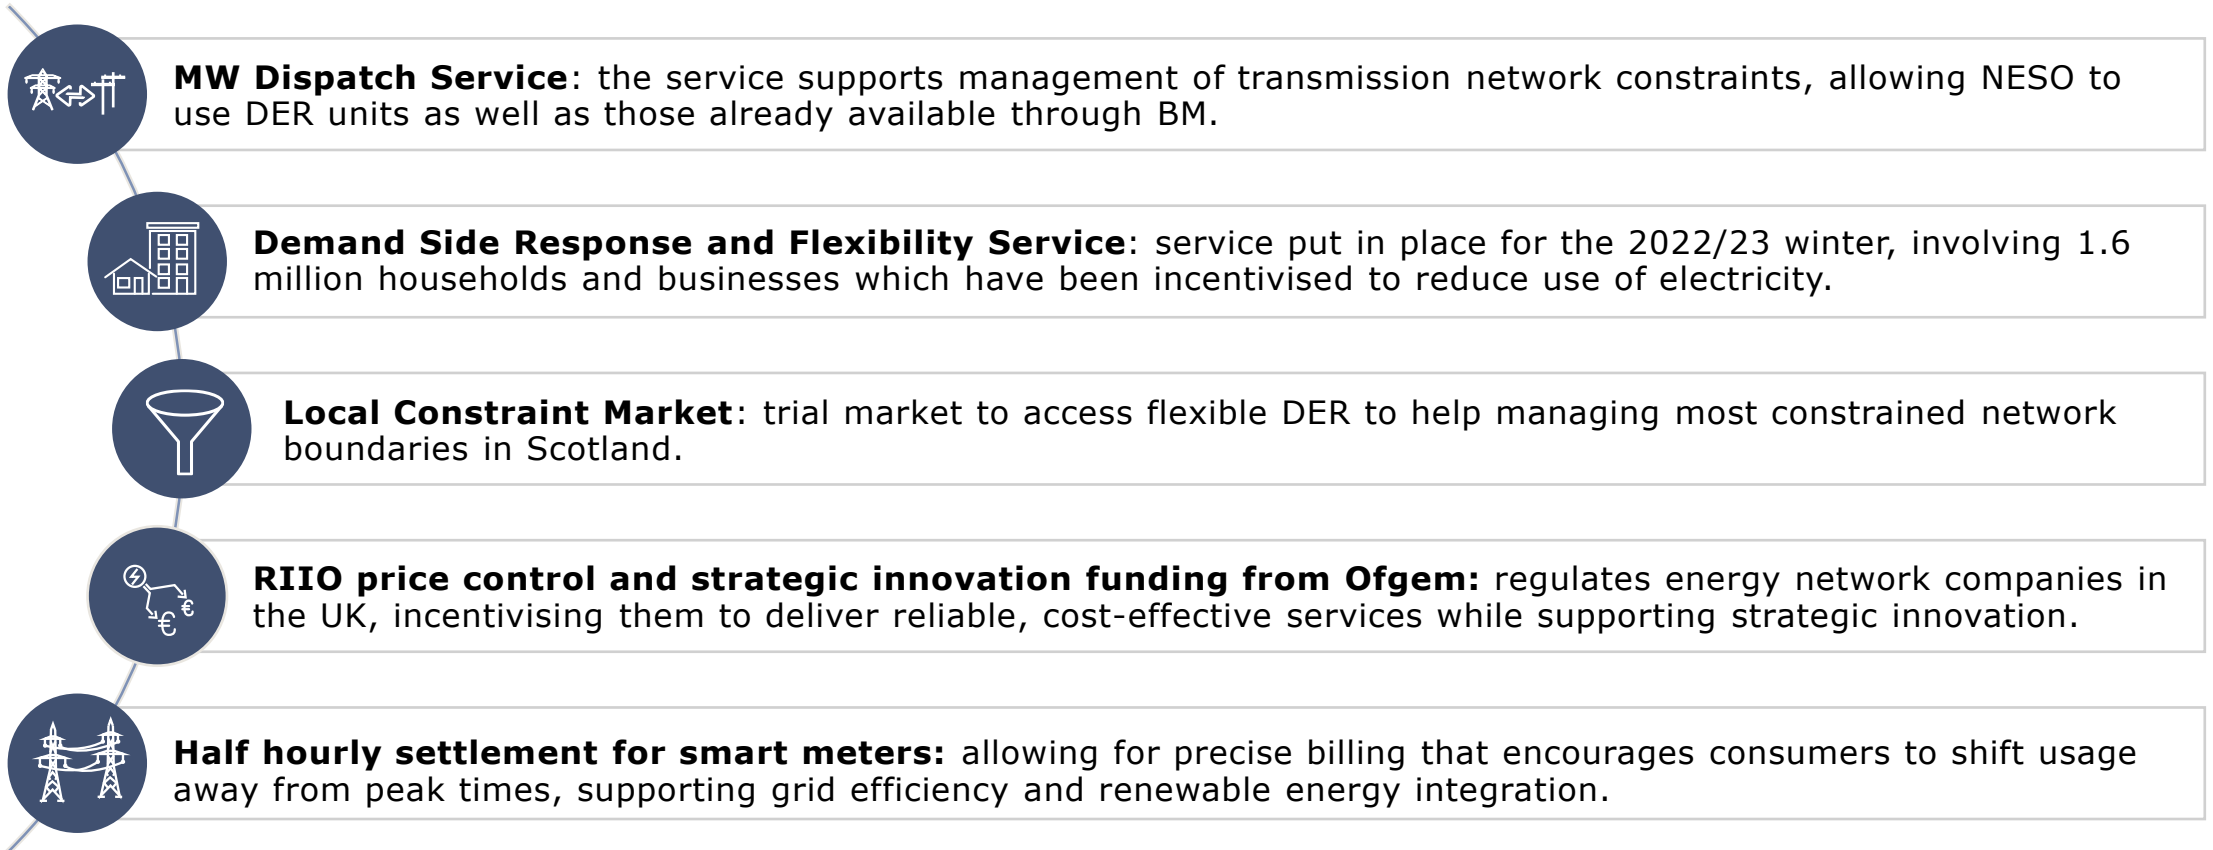 MW Dispatch Service: the service supports management of transmission network constraints, allowing NESO to
use DER units as well as those already available through BM.
Demand Side Response and Flexibility Service: service put in place for the 2022/23 winter, involving 1.6
million households and businesses which have been incentivised to reduce use of electricity.
Local Constraint Market: trial market to access flexible DER to help managing most constrained network
boundaries in Scotland.
RIIO price control and strategic innovation funding from Ofgem: regulates energy network companies in
the UK, incentivising them to deliver reliable, cost-effective services while supporting strategic innovation.
Half hourly settlement for smart meters: allowing for precise billing that encourages consumers to shift usage
away from peak times, supporting grid efficiency and renewable energy integration.